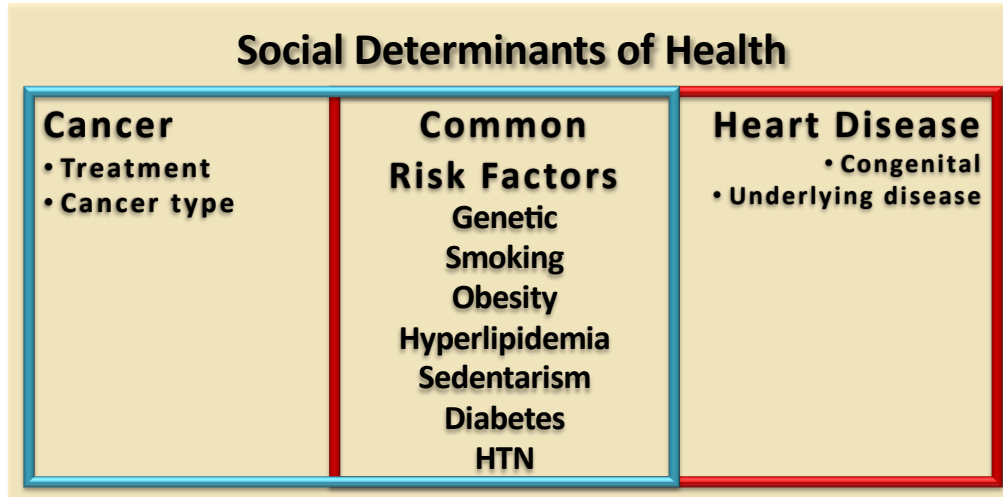 Social Determinants of Health
Cancer
• Treatment
• Cancer type
Common
Risk Factors
Genetic
Smoking
Obesity
Hyperlipidemia
Sedentarism
Diabetes
HTN
Heart Disease
• Congenital
• Underlying disease